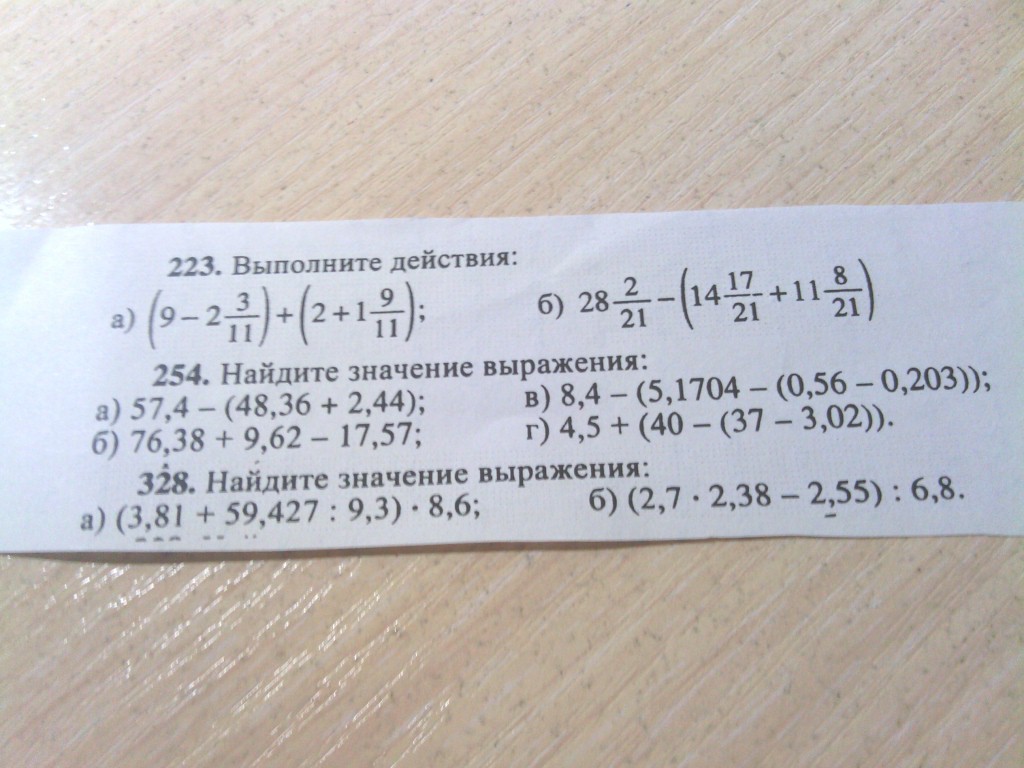 223. Выполните действия:
а) (9 – 2 3/11) + (2 + 1 9/11); б) 28 2/21 – (14 17/21 + 11 8/21)
254. Найдите значение выражения:
а) 57,4 – (48,36 + 2,44); в) 8,4 – (5,1704 – (0,56 – 0,203));
б) 76,38 + 9,62 – 17,57; г) 4,5 + (40 – (37 – 3,02)).
328. Найдите значение выражения:
а) (3,81 + 59,427 : 9,3) · 8,6; б) (2,7 · 2,38 – 2,55) : 6,8.